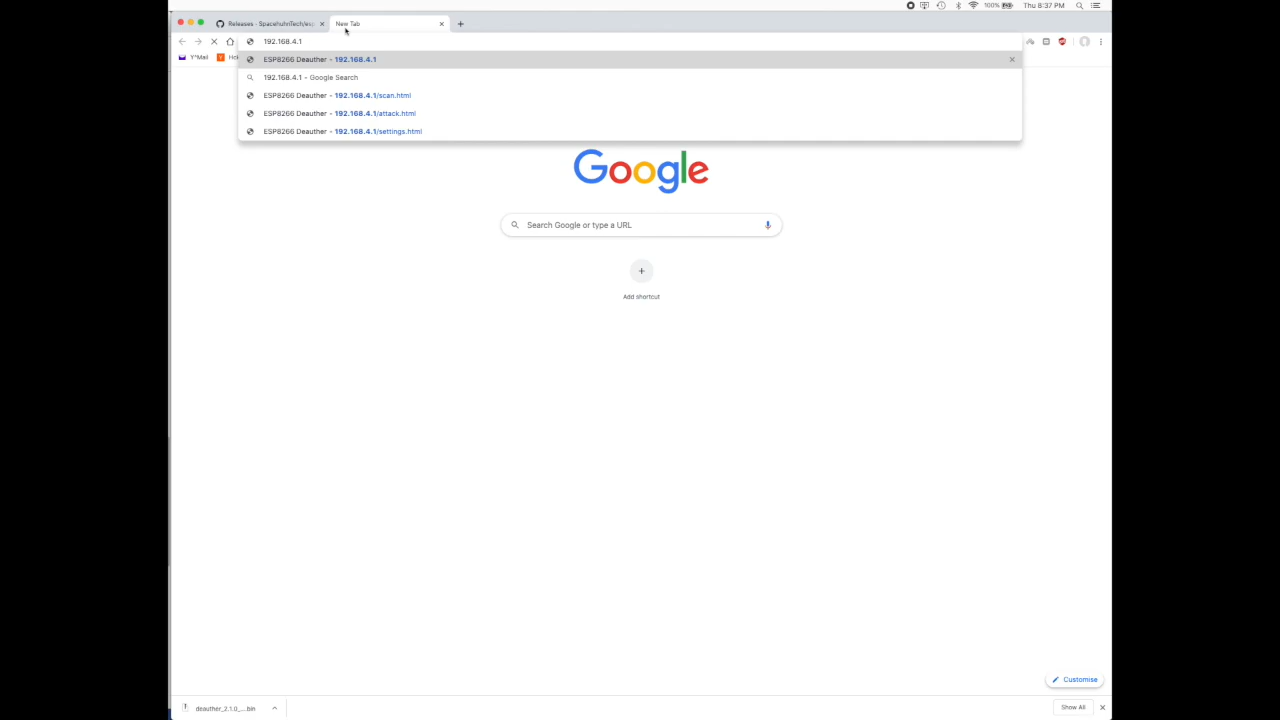 100% Thu 8:37 PM
Releases · SpacehuhnTech/esp
New Tab
192.168.4.1
Y*Mail
ESP8266 Deauther - 192.168.4.1
192.168.4.1 - Google Search
ESP8266 Deauther - 192.168.4.1/scan.html
ESP8266 Deauther - 192.168.4.1/attack.html
ESP8266 Deauther - 192.168.4.1/settings.html
Google
Search Google or type a URL
Add shortcut
Customise
deauther_2.1.0_....bin
Show All